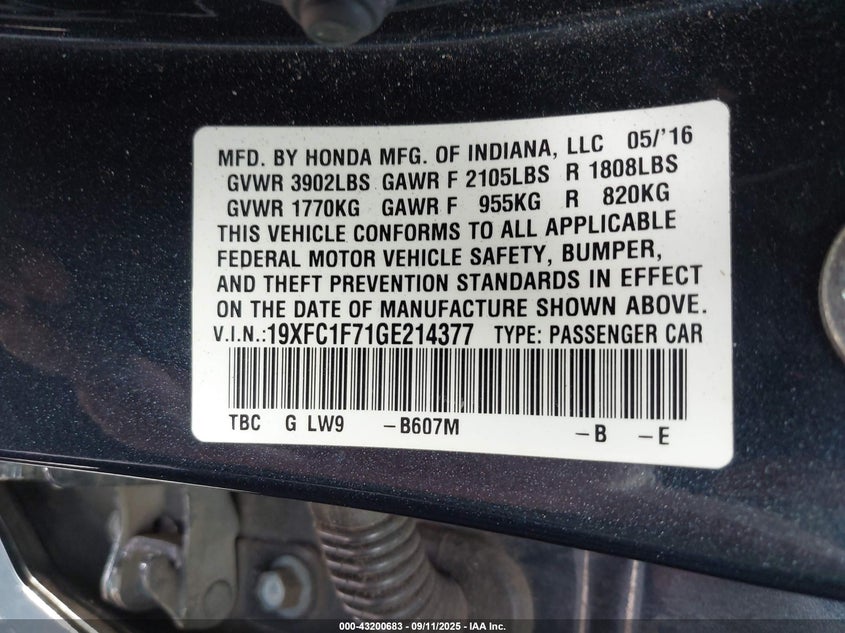 MFD. BY HONDA MFG. OF INDIANA, LLC 05/'16
GVWR 3902LBS GAWR F 2105LBS R 1808LBS
GVWR 1770KG GAWR F 955KG R 820KG
THIS VEHICLE CONFORMS TO ALL APPLICABLE
FEDERAL MOTOR VEHICLE SAFETY, BUMPER,
AND THEFT PREVENTION STANDARDS IN EFFECT
ON THE DATE OF MANUFACTURE SHOWN ABOVE.
V.I.N.:19XFC1F71GE214377 TYPE: PASSENGER CAR
TBC G LW9 -B607M -B -E
000-43200683 - 09/11/2025 - IAA Inc.